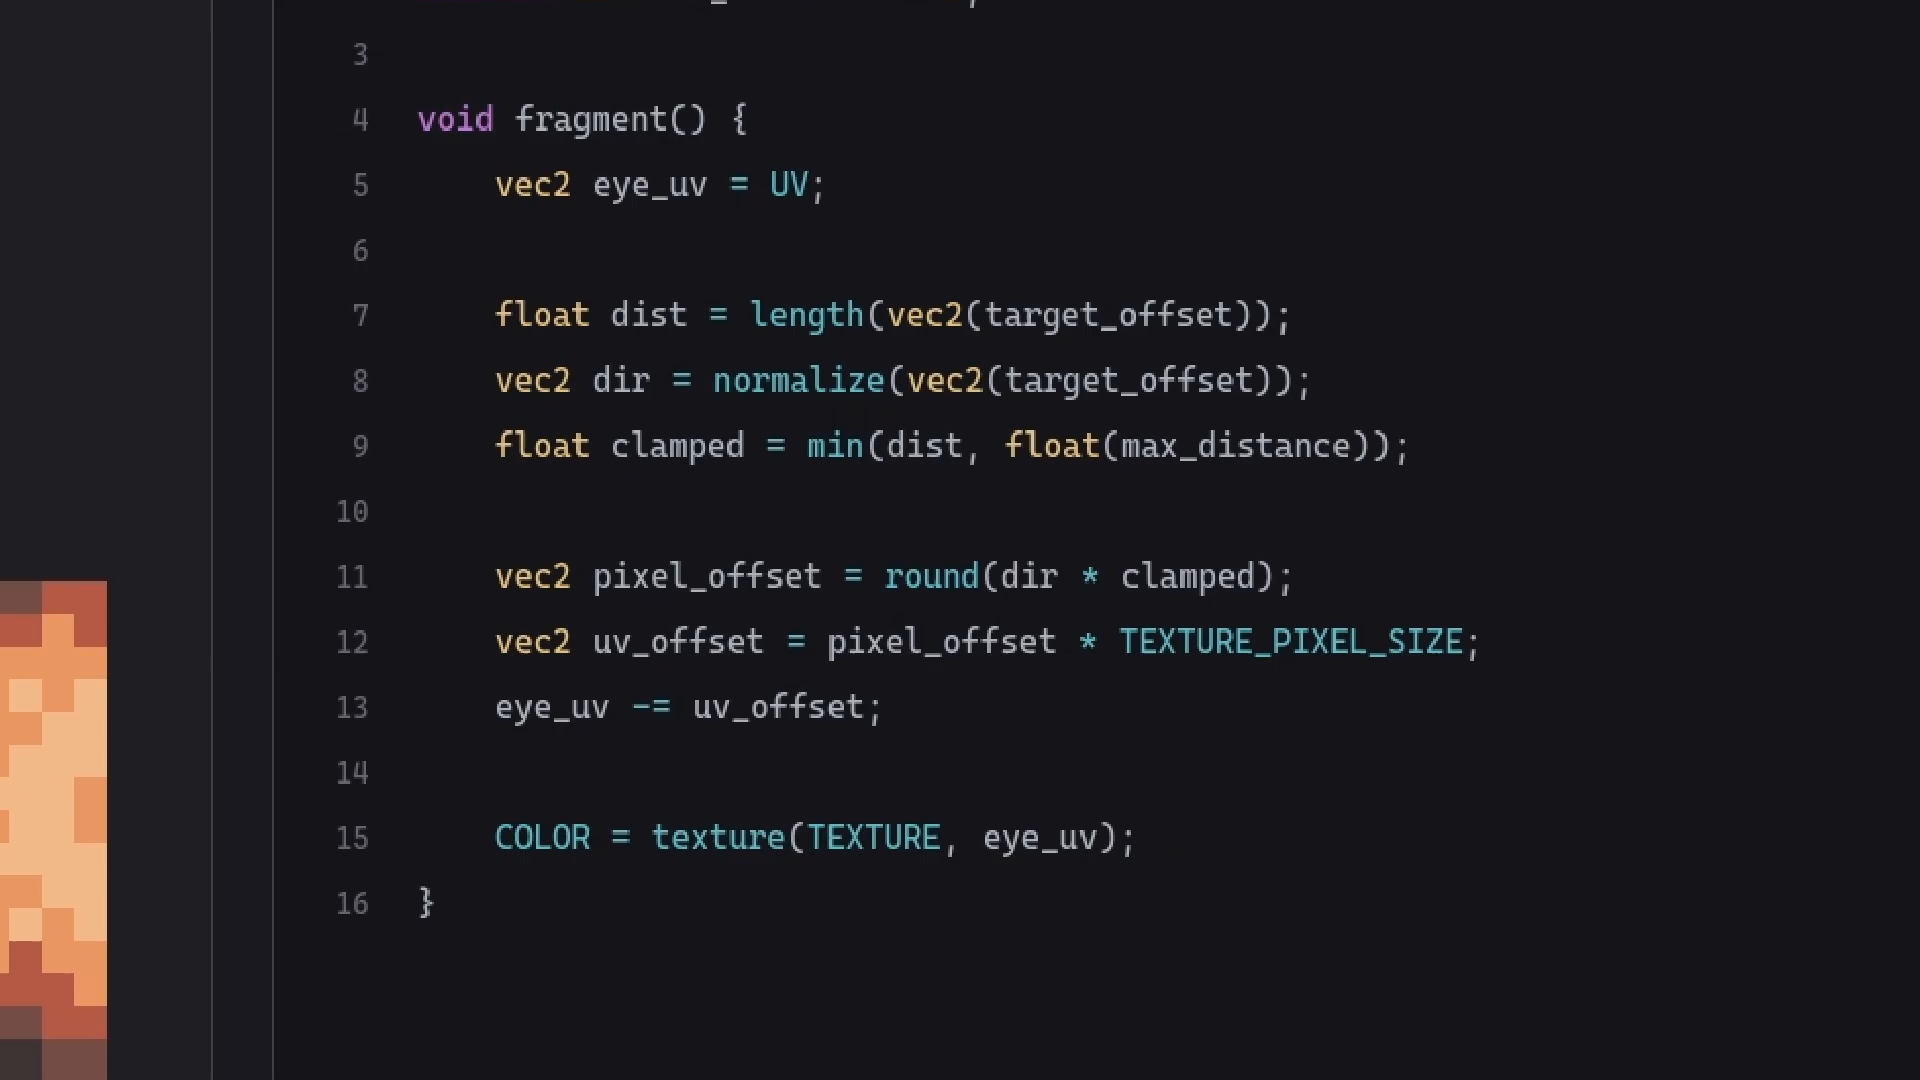 3
4 void fragment() {
5 vec2 eye_uv = UV;
6
7 float dist = length(vec2(target_offset));
8 vec2 dir = normalize(vec2(target_offset));
9 float clamped = min(dist, float(max_distance));
10
11 vec2 pixel_offset = round(dir * clamped);
12 vec2 uv_offset = pixel_offset * TEXTURE_PIXEL_SIZE;
13 eye_uv -= uv_offset;
14
15 COLOR = texture(TEXTURE, eye_uv);
16 }